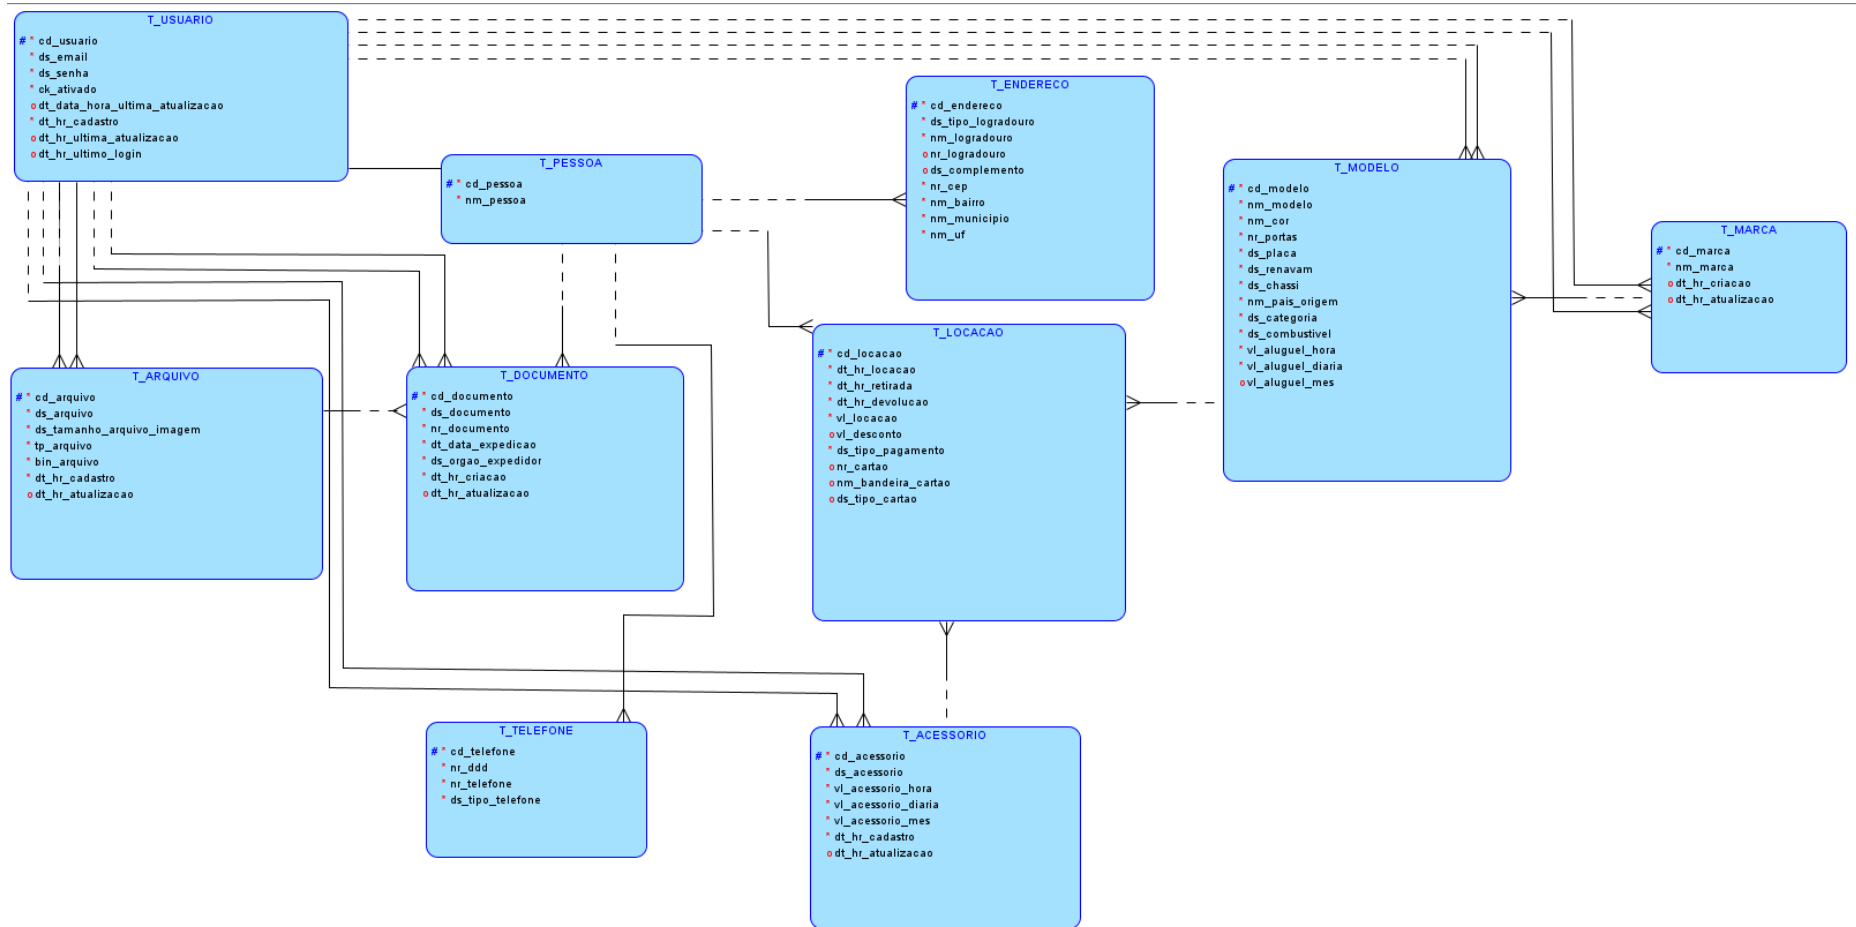 T_USUARIO
# * cd_usuario
* ds_email
* ds_senha
* ck_ativado
o dt_data_hora_ultima_atualizacao
* dt_hr_cadastro
o dt_hr_ultima_atualização
o dt_hr_ultimo_login
T_PESSOA
# * cd_pessoa
* nm_pessoa
T_ENDERECO
# * cd_endereco
* ds_tipo_logradouro
* nm_logradouro
o nr_logradouro
o ds_complemento
* nr_cep
* nm_bairro
* nm_municipio
* nm_uf
T_MODELO
# * cd_modelo
* nm_modelo
* nm_cor
* nr_portas
* ds_placa
* ds_renavam
* ds_chassi
* nm_pais_origem
* ds_categoria
* ds_combustivel
* vl_aluguel_hora
* vl_aluguel_diaria
o vl_aluguel_mes
T_MARCA
# * cd_marca
* nm_marca
o dt_hr_criacao
o dt_hr_atualizacao
T_ARQUIVO
# * cd_arquivo
* ds_arquivo
* ds_tamanho_arquivo_imagem
* tp_arquivo
* bin_arquivo
* dt_hr_cadastro
o dt_hr_atualizacao
T_DOCUMENTO
# * cd_documento
* ds_documento
* nr_documento
* dt_data_expedicao
* ds_orgao_expedidor
* dt_hr_criacao
o dt_hr_atualizacao
T_LOCACAO
# * cd_locacao
* dt_hr_locacao
* dt_hr_retirada
* dt_hr_devolucao
* vl_locacao
o vl_desconto
* ds_tipo_pagamento
o nr_cartao
o nm_bandeira_cartao
o ds_tipo_cartao
T_TELEFONE
# * cd_telefone
* nr_ddd
* nr_telefone
* ds_tipo_telefone
T_ACESSORIO
# * cd_acessorio
* ds_acessorio
* vl_acessorio_hora
* vl_acessorio_diaria
* vl_acessorio_mes
* dt_hr_cadastro
o dt_hr_atualizacao